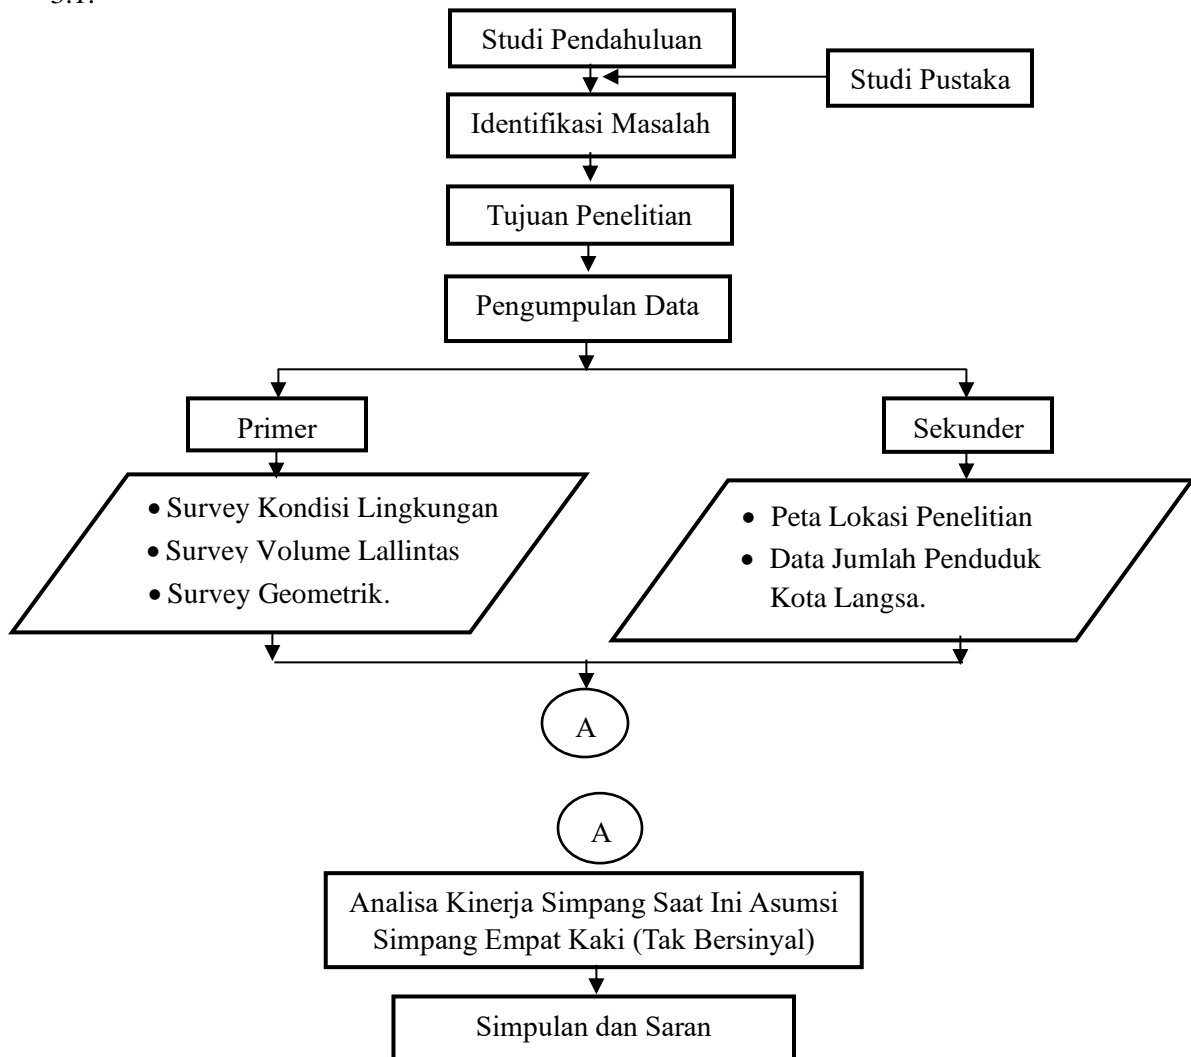 Studi Pendahuluan
Studi Pustaka
Identifikasi Masalah
Tujuan Penelitian
Pengumpulan Data
Primer
Sekunder
• Survey Kondisi Lingkungan
• Survey Volume Lallintas
• Survey Geometrik.
• Peta Lokasi Penelitian
• Data Jumlah Penduduk
Kota Langsa.
A
A
Analisa Kinerja Simpang Saat Ini Asumsi
Simpang Empat Kaki (Tak Bersinyal)
Simpulan dan Saran